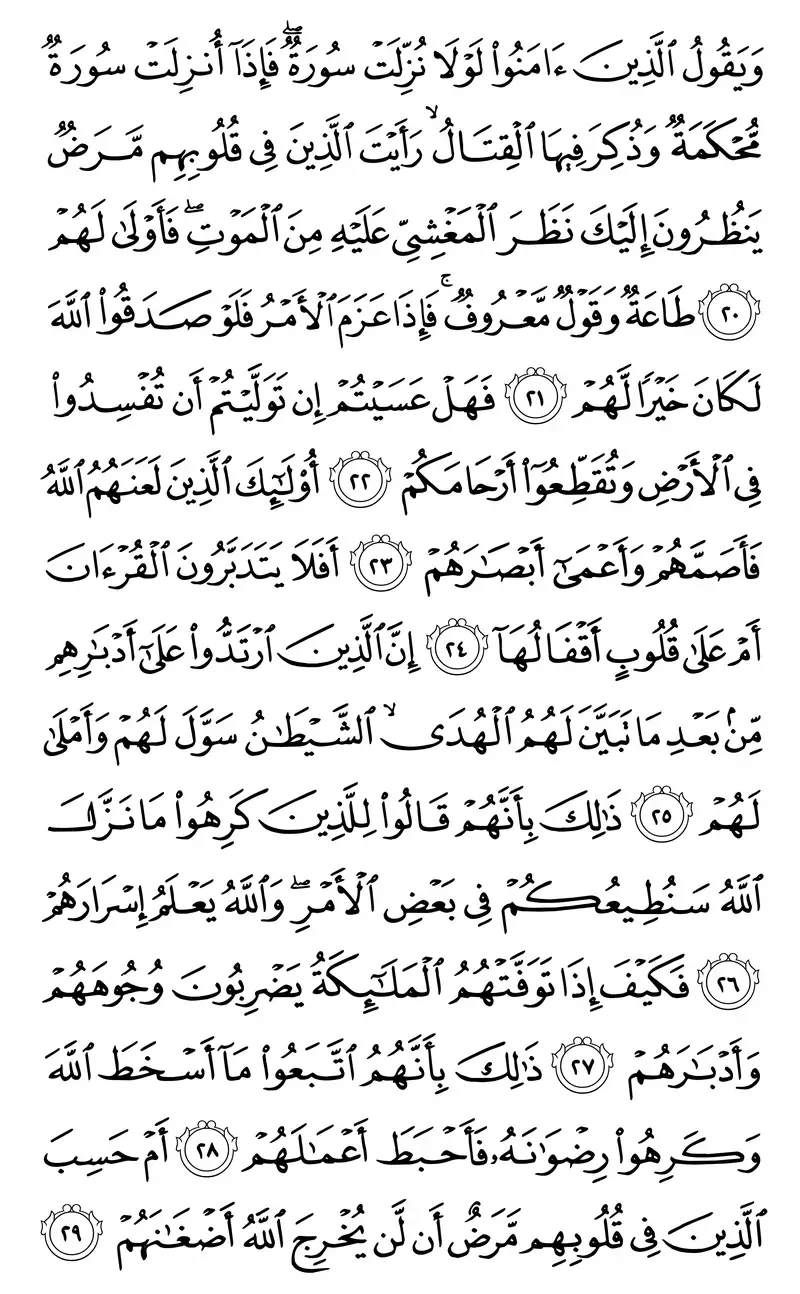 وَيَقُولُ ٱلَّذِينَ ءَامَنُوا۟ لَوْلَا نُزِّلَتْ سُورَةٌ ۖ فَإِذَآ أُنزِلَتْ سُورَةٌ
مُّحْكَمَةٌ وَذُكِرَ فِيهَا ٱلْقِتَالُ ۙ رَأَيْتَ ٱلَّذِينَ فِى قُلُوبِهِم مَّرَضٌ
يَنظُرُونَ إِلَيْكَ نَظَرَ ٱلْمَغْشِىِّ عَلَيْهِ مِنَ ٱلْمَوْتِ ۖ فَأَوْلَىٰ لَهُمْ
٢٠ طَاعَةٌ وَقَوْلٌ مَّعْرُوفٌ ۚ فَإِذَا عَزَمَ ٱلْأَمْرُ فَلَوْ صَدَقُوا۟ ٱللَّهَ
لَكَانَ خَيْرًا لَّهُمْ ٢١ فَهَلْ عَسَيْتُمْ إِن تَوَلَّيْتُمْ أَن تُفْسِدُوا۟
فِى ٱلْأَرْضِ وَتُقَطِّعُوٓا۟ أَرْحَامَكُمْ ٢٢ أُو۟لَـٰٓئِكَ ٱلَّذِينَ لَعَنَهُمُ ٱللَّهُ
فَأَصَمَّهُمْ وَأَعْمَىٰٓ أَبْصَـٰرَهُمْ ٢٣ أَفَلَا يَتَدَبَّرُونَ ٱلْقُرْءَانَ
أَمْ عَلَىٰ قُلُوبٍ أَقْفَالُهَآ ٢٤ إِنَّ ٱلَّذِينَ ٱرْتَدُّوا۟ عَلَىٰٓ أَدْبَـٰرِهِم
مِّنۢ بَعْدِ مَا تَبَيَّنَ لَهُمُ ٱلْهُدَى ۙ ٱلشَّيْطَـٰنُ سَوَّلَ لَهُمْ وَأَمْلَىٰ
لَهُمْ ٢٥ ذَٰلِكَ بِأَنَّهُمْ قَالُوا۟ لِلَّذِينَ كَرِهُوا۟ مَا نَزَّلَ
ٱللَّهُ سَنُطِيعُكُمْ فِى بَعْضِ ٱلْأَمْرِ ۖ وَٱللَّهُ يَعْلَمُ إِسْرَارَهُمْ
٢٦ فَكَيْفَ إِذَا تَوَفَّتْهُمُ ٱلْمَلَـٰٓئِكَةُ يَضْرِبُونَ وُجُوهَهُمْ
وَأَدْبَـٰرَهُمْ ٢٧ ذَٰلِكَ بِأَنَّهُمُ ٱتَّبَعُوا۟ مَآ أَسْخَطَ ٱللَّهَ
وَكَرِهُوا۟ رِضْوَٰنَهُۥ فَأَحْبَطَ أَعْمَـٰلَهُمْ ٢٨ أَمْ حَسِبَ
ٱلَّذِينَ فِى قُلُوبِهِم مَّرَضٌ أَن لَّن يُخْرِجَ ٱللَّهُ أَضْغَـٰنَهُمْ ٢٩